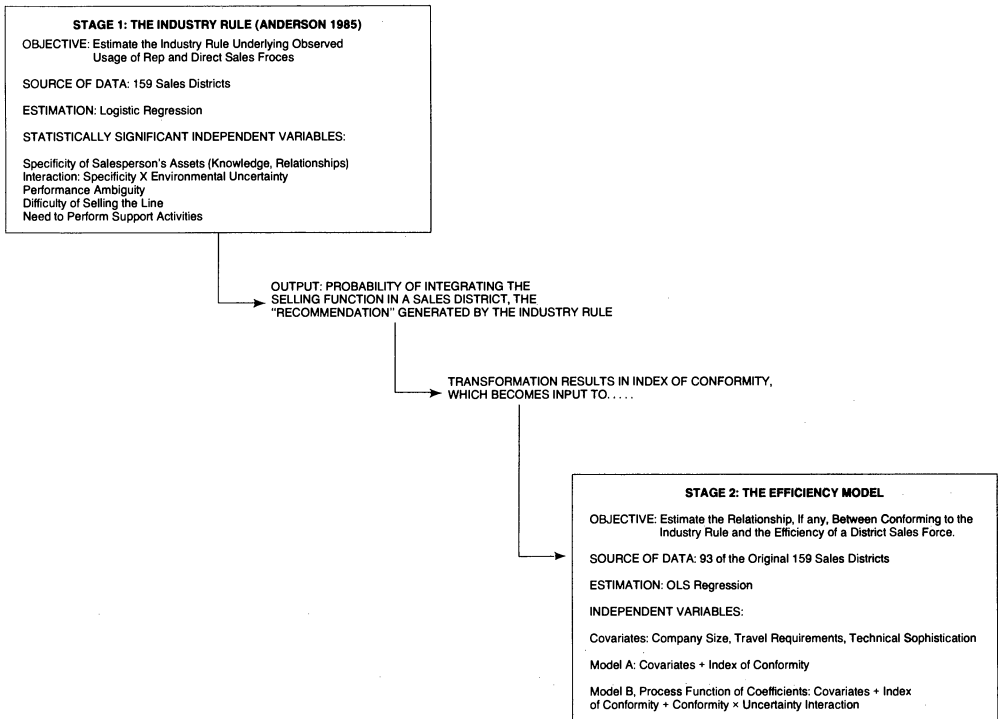 STAGE 1: THE INDUSTRY RULE (ANDERSON 1985)
OBJECTIVE: Estimate the Industry Rule Underlying Observed
Usage of Rep and Direct Sales Froces
SOURCE OF DATA: 159 Sales Districts
ESTIMATION: Logistic Regression
STATISTICALLY SIGNIFICANT INDEPENDENT VARIABLES:
Specificity of Salesperson's Assets (Knowledge, Relationships)
Interaction: Specificity X Environmental Uncertainty
Performance Ambiguity
Difficulty of Selling the Line
Need to Perform Support Activities
OUTPUT: PROBABILITY OF INTEGRATING THE
SELLING FUNCTION IN A SALES DISTRICT, THE
"RECOMMENDATION" GENERATED BY THE INDUSTRY RULE
TRANSFORMATION RESULTS IN INDEX OF CONFORMITY,
WHICH BECOMES INPUT TO. . . . .
STAGE 2: THE EFFICIENCY MODEL
OBJECTIVE: Estimate the Relationship, If any, Between Conforming to the
Industry Rule and the Efficiency of a District Sales Force.
SOURCE OF DATA: 93 of the Original 159 Sales Districts
ESTIMATION: OLS Regression
INDEPENDENT VARIABLES:
Covariates: Company Size, Travel Requirements, Technical Sophistication
Model A: Covariates + Index of Conformity
Model B, Process Function of Coefficients: Covariates + Index
of Conformity + Conformity × Uncertainty Interaction